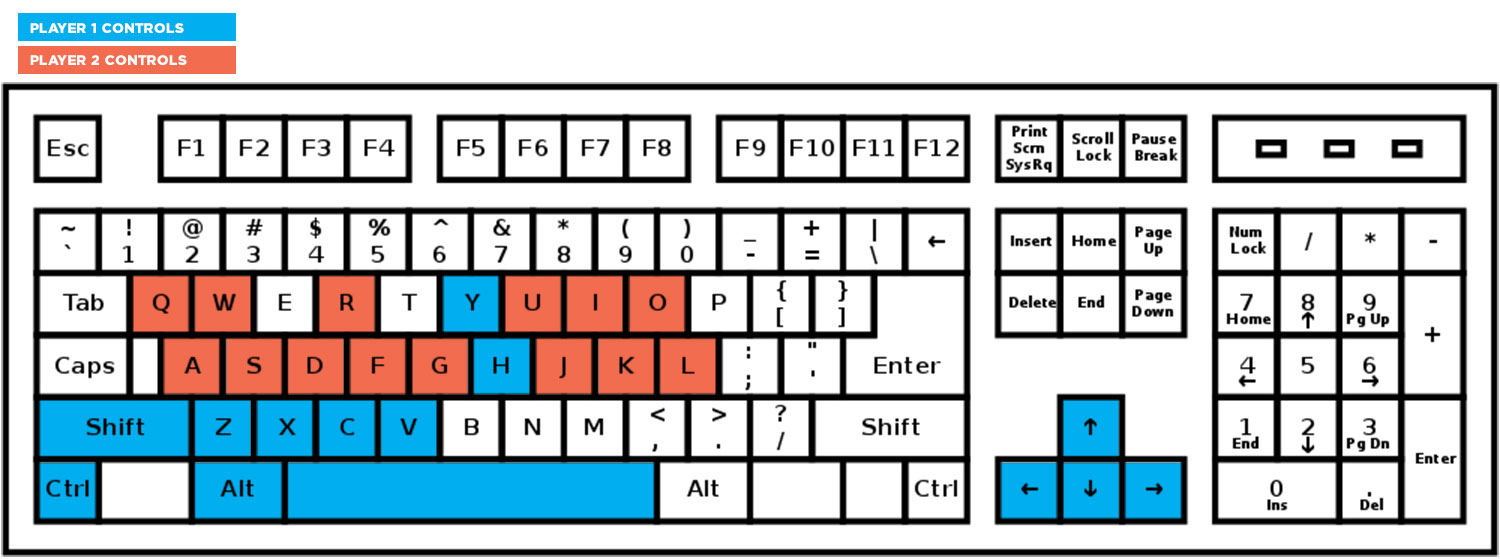 PLAYER 1 CONTROLS
PLAYER 2 CONTROLS
Esc F1 F2 F3 F4 F5 F6 F7 F8 F9 F10 F11 F12 Print Scrn SysRq Scroll Lock Pause Break
~ ! @ # $ % ^ & * ( ) _ + |
` 1 2 3 4 5 6 7 8 9 0 - = \ ← Insert Home Page Up Num Lock / * -
Tab Q W E R T Y U I O P { [ } ] Delete End Page Down 7 Home 8 ↑ 9 Pg Up +
Caps A S D F G H J K L : ; " ' Enter 4 ← 5 6 →
Shift Z X C V B N M < , > . ? / Shift ↑ 1 End 2 ↓ 3 Pg Dn Enter
Ctrl Alt Alt Ctrl ← ↓ → 0 Ins . Del